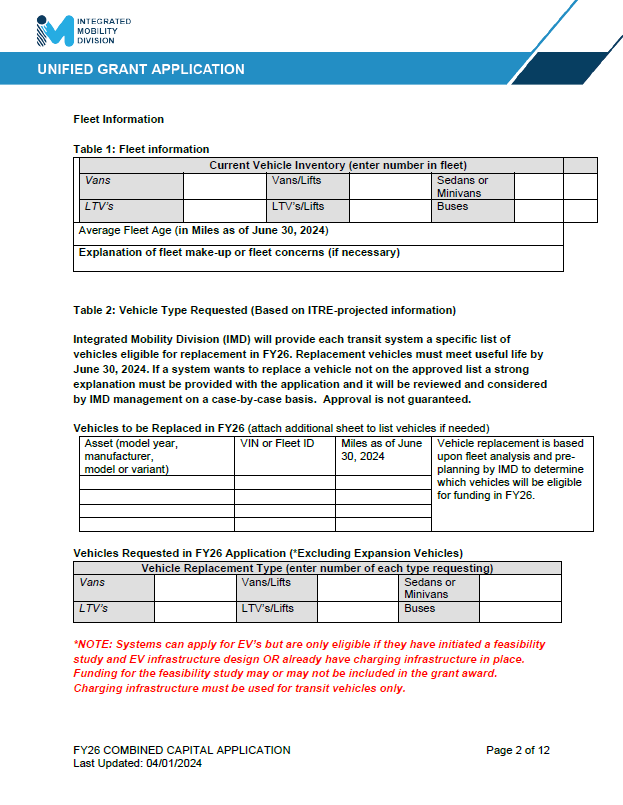 INTEGRATED
MOBILITY
DIVISION
UNIFIED GRANT APPLICATION
Fleet Information
Table 1: Fleet information
Current Vehicle Inventory (enter number in fleet)
Vans Vans/Lifts Sedans or
Minivans
LTV's LTV's/Lifts Buses
Average Fleet Age (in Miles as of June 30, 2024)
Explanation of fleet make-up or fleet concerns (if necessary)
Table 2: Vehicle Type Requested (Based on ITRE-projected information)
Integrated Mobility Division (IMD) will provide each transit system a specific list of
vehicles eligible for replacement in FY26. Replacement vehicles must meet useful life by
June 30, 2024. If a system wants to replace a vehicle not on the approved list a strong
explanation must be provided with the application and it will be reviewed and considered
by IMD management on a case-by-case basis.  Approval is not guaranteed.
Vehicles to be Replaced in FY26 (attach additional sheet to list vehicles if needed)
Asset (model year,
manufacturer,
model or variant)
VIN or Fleet ID
Miles as of June
30, 2024
Vehicle replacement is based
upon fleet analysis and pre-
planning by IMD to determine
which vehicles will be eligible
for funding in FY26.
Vehicles Requested in FY26 Application (*Excluding Expansion Vehicles)
Vehicle Replacement Type (enter number of each type requesting)
Vans Vans/Lifts Sedans or
Minivans
LTV's LTV's/Lifts Buses
*NOTE: Systems can apply for EV's but are only eligible if they have initiated a feasibility
study and EV infrastructure design OR already have charging infrastructure in place.
Funding for the feasibility study may or may not be included in the grant award.
Charging infrastructure must be used for transit vehicles only.
FY26 COMBINED CAPITAL APPLICATION Page 2 of 12
Last Updated: 04/01/2024